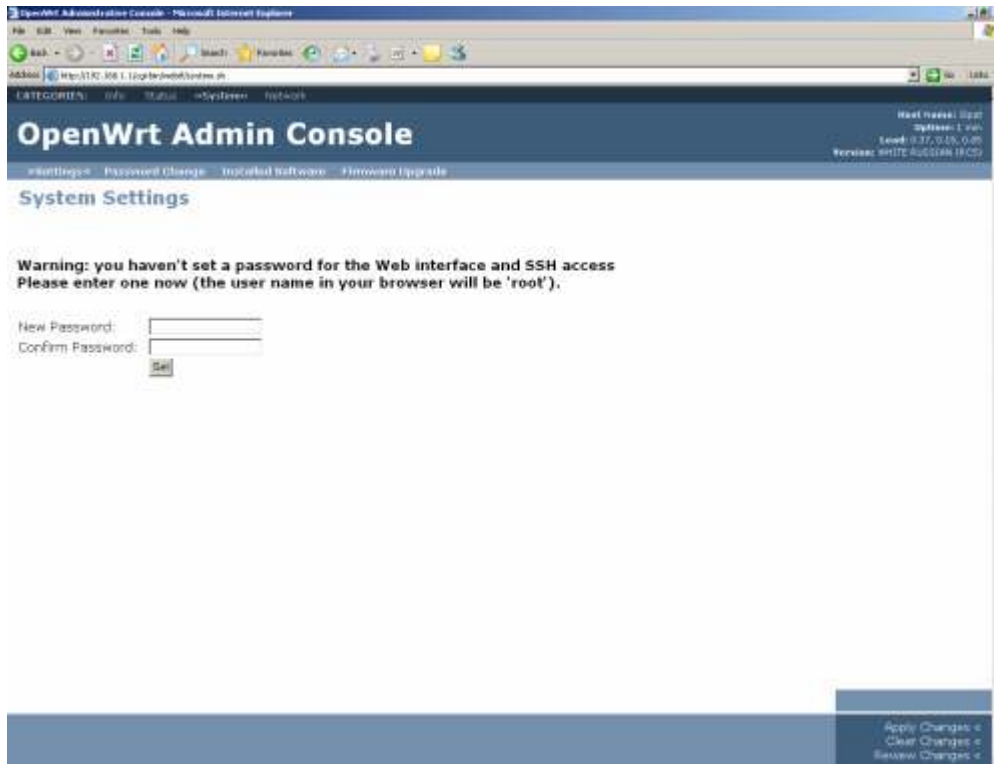 OpenWrt Administrative Console - Microsoft Internet Explorer
File Edit View Favorites Tools Help
Back Search Favorites
Address
Go Links
CATEGORIES: Info Status »System« Network
OpenWrt Admin Console
Host Name:
Uptime: 1 min
Load:
Version: WHITE RUSSIAN
»Settings« Password Change Installed Software Firmware Upgrade
System Settings
Warning: you haven't set a password for the Web interface and SSH access
Please enter one now (the user name in your browser will be 'root').
New Password:
Confirm Password:
Set
Apply Changes «
Clear Changes «
Review Changes «